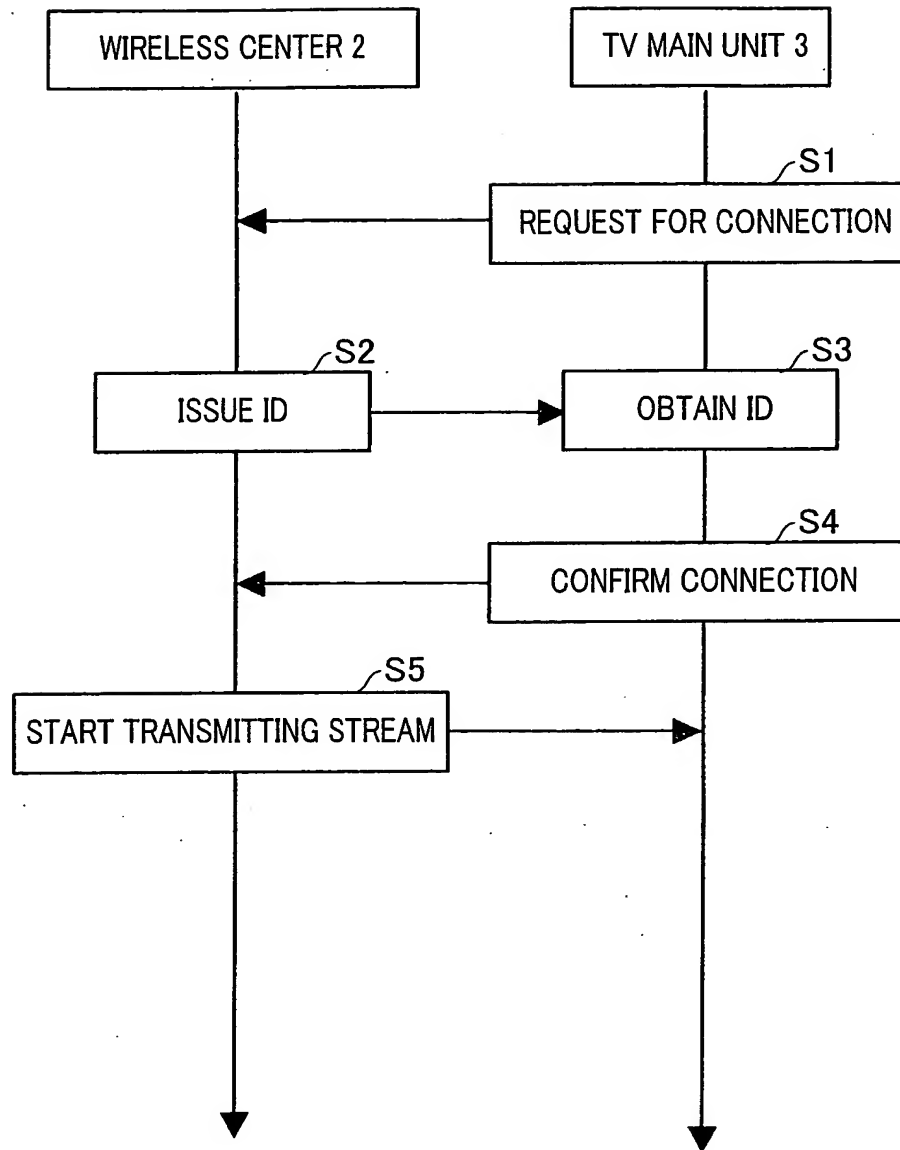 WIRELESS CENTER 2
TV MAIN UNIT 3
S1
REQUEST FOR CONNECTION
S2
ISSUE ID
S3
OBTAIN ID
S4
CONFIRM CONNECTION
S5
START TRANSMITTING STREAM